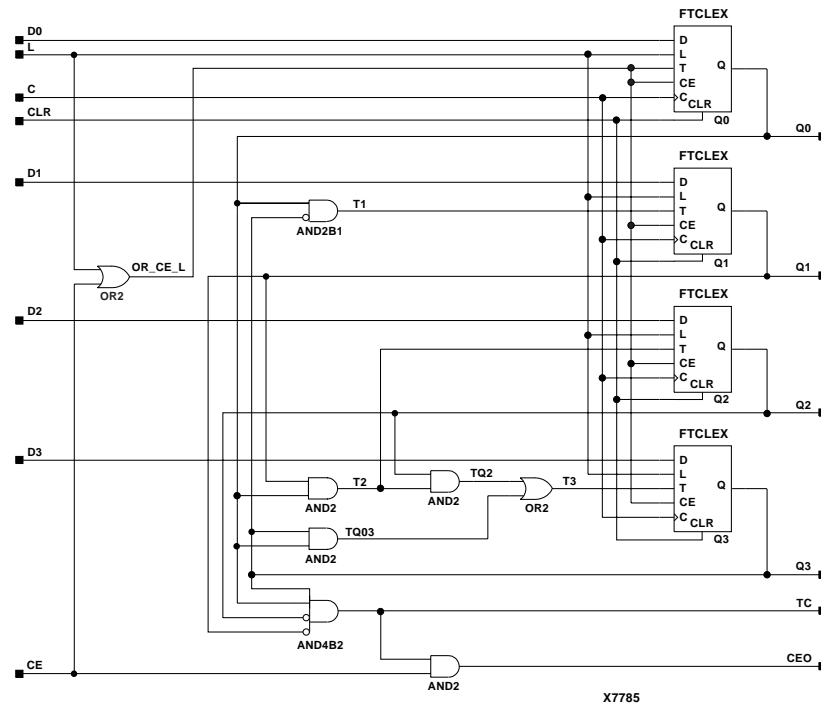 FTCLEX
D0
D
L
L
Q
T
CE
C
C
CLR
CLR
Q0
Q0
FTCLEX
D1
D
L
Q
T1
T
AND2B1
CE
C
CLR
OR_CE_L
Q1
Q1
OR2
FTCLEX
D2
D
L
Q
T
CE
C
CLR
Q2
Q2
FTCLEX
D3
D
L
Q
T2
TQ2
T3
T
AND2
AND2
OR2
CE
C
CLR
TQ03
Q3
AND2
Q3
TC
AND4B2
CE
CEO
AND2
X7785